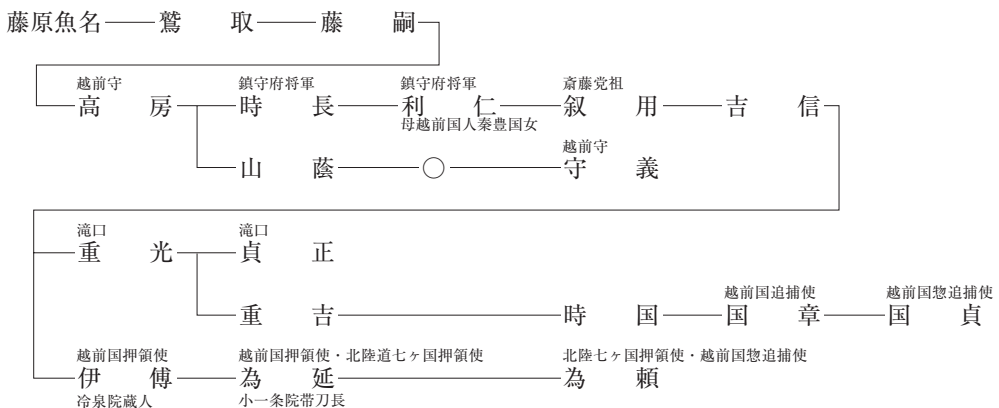 藤原魚名 鷲取 藤嗣
越前守 鎮守府将軍 鎮守府将軍 斎藤党祖
高房 時長 利仁 叙用 吉信
母越前国人秦豊国女
越前守
山蔭 ○ 守義
滝口 滝口
重光 貞正
越前国追捕使 越前国惣追捕使
重吉 時国 国章 国貞
越前国押領使 越前国押領使・北陸道七ヶ国押領使 北陸七ヶ国押領使・越前国惣追捕使
伊傅 為延 為頼
冷泉院蔵人 小一条院帯刀長